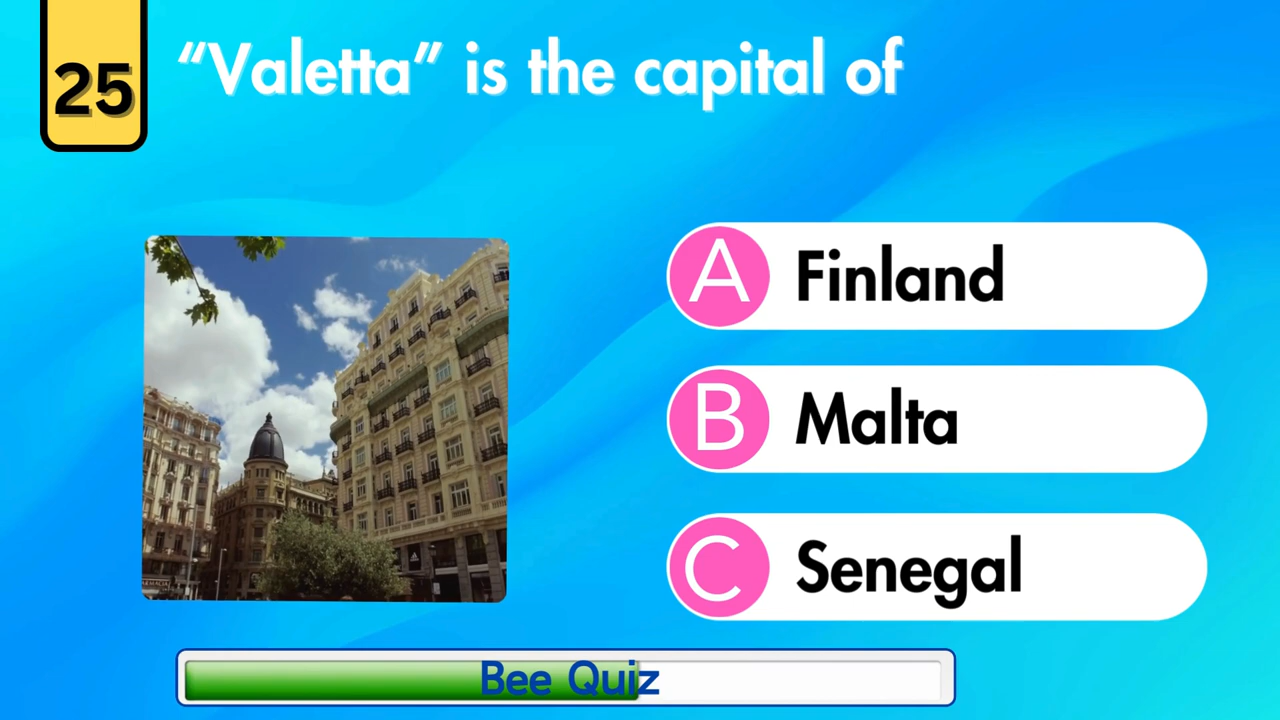 25
“Valetta” is the capital of
A Finland
B Malta
C Senegal
Bee Quiz